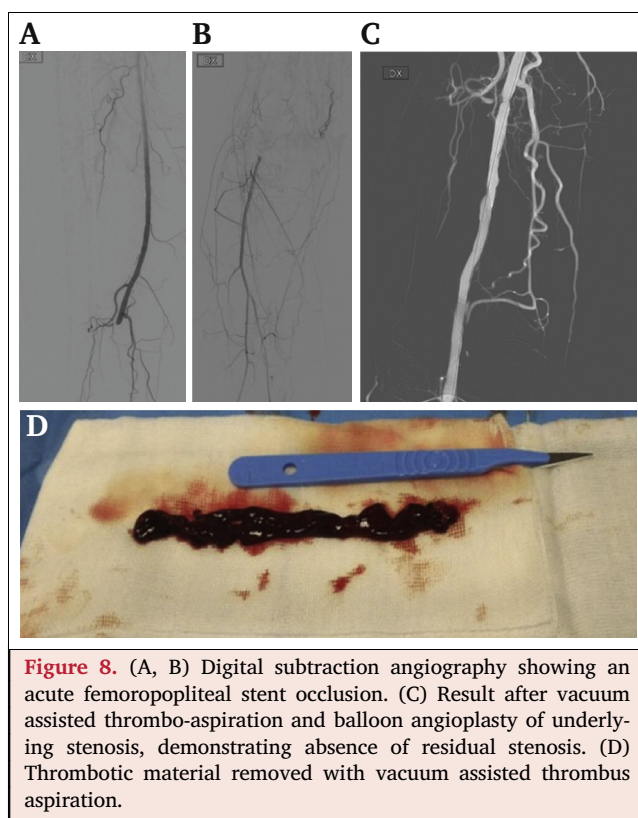 A
B
C
DX
DX
DX
D
Figure 8. (A, B) Digital subtraction angiography showing an
acute femoropopliteal stent occlusion. (C) Result after vacuum
assisted thrombo-aspiration and balloon angioplasty of underly-
ing stenosis, demonstrating absence of residual stenosis. (D)
Thrombotic material removed with vacuum assisted thrombus
aspiration.